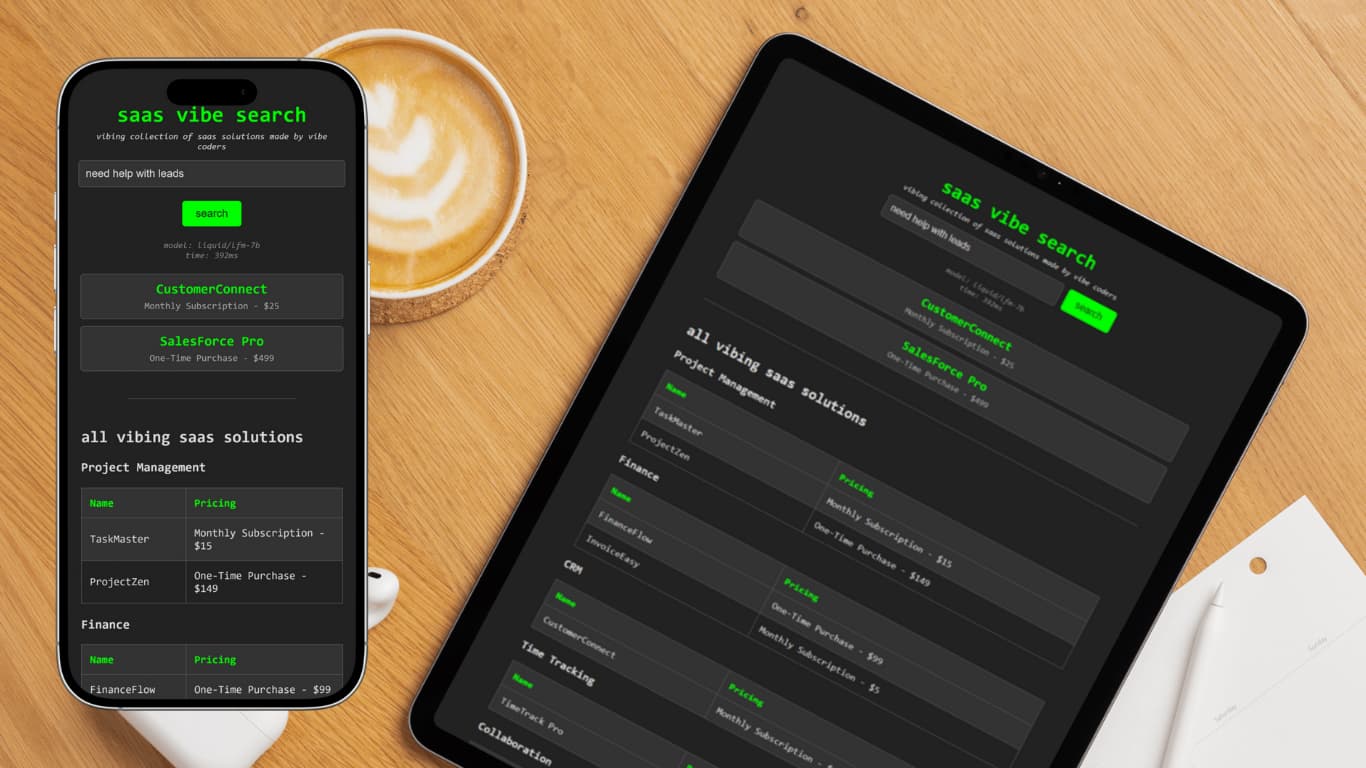 saas vibe search
vibing collection of saas solutions made by vibe
coders
need help with leads
search
model: liquid/lfm-7b
time: 392ms
CustomerConnect
Monthly Subscription - $25
SalesForce Pro
One-Time Purchase - $499
all vibing saas solutions
Project Management
Name Pricing
TaskMaster Monthly Subscription -
$15
ProjectZen One-Time Purchase -
$149
Finance
Name Pricing
FinanceFlow One-Time Purchase - $99
saas vibe search
vibing collection of saas solutions made by vibe coders
need help with leads
search
model: liquid/lfm-7b
time: 392ms
CustomerConnect
Monthly Subscription - $25
SalesForce Pro
One-Time Purchase - $499
all vibing saas solutions
Project Management
Name Pricing
TaskMaster Monthly Subscription - $15
ProjectZen One-Time Purchase - $149
Finance
Name Pricing
FinanceFlow One-Time Purchase - $99
InvoiceEasy Monthly Subscription - $5
CRM
Name Pricing
CustomerConnect Monthly Subscription -
Time Tracking
Name
TimeTrack Pro
Collaboration
Saturday
Sunday